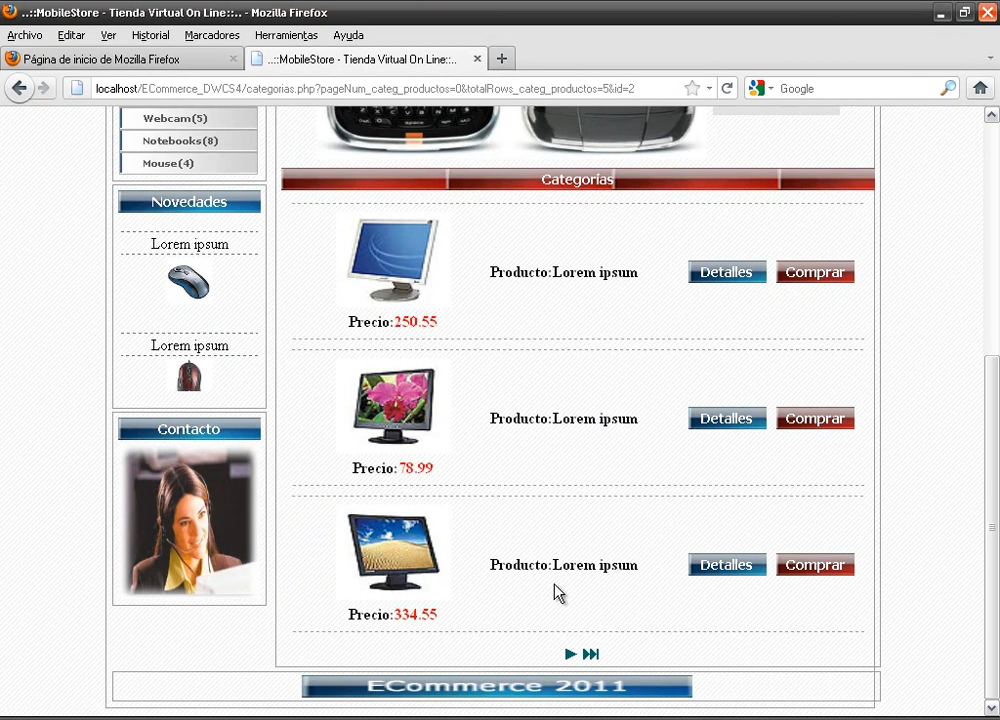 ..::MobileStore - Tienda Virtual On Line::.. - Mozilla Firefox
Archivo Editar Ver Historial Marcadores Herramientas Ayuda
Página de inicio de Mozilla Firefox
..::MobileStore - Tienda Virtual On Line::..
localhost/ECommerce_DWCS4/categorias.php?pageNum_categ_productos=0&totalRows_categ_productos=5&id=2
Google
Webcam(5)
Notebooks(8)
Mouse(4)
Novedades
Lorem ipsum
Lorem ipsum
Contacto
Categorías
Producto:Lorem ipsum
Detalles Comprar
Precio:250.55
Producto:Lorem ipsum
Detalles Comprar
Precio:78.99
Producto:Lorem ipsum
Detalles Comprar
Precio:334.55
ECommerce 2011